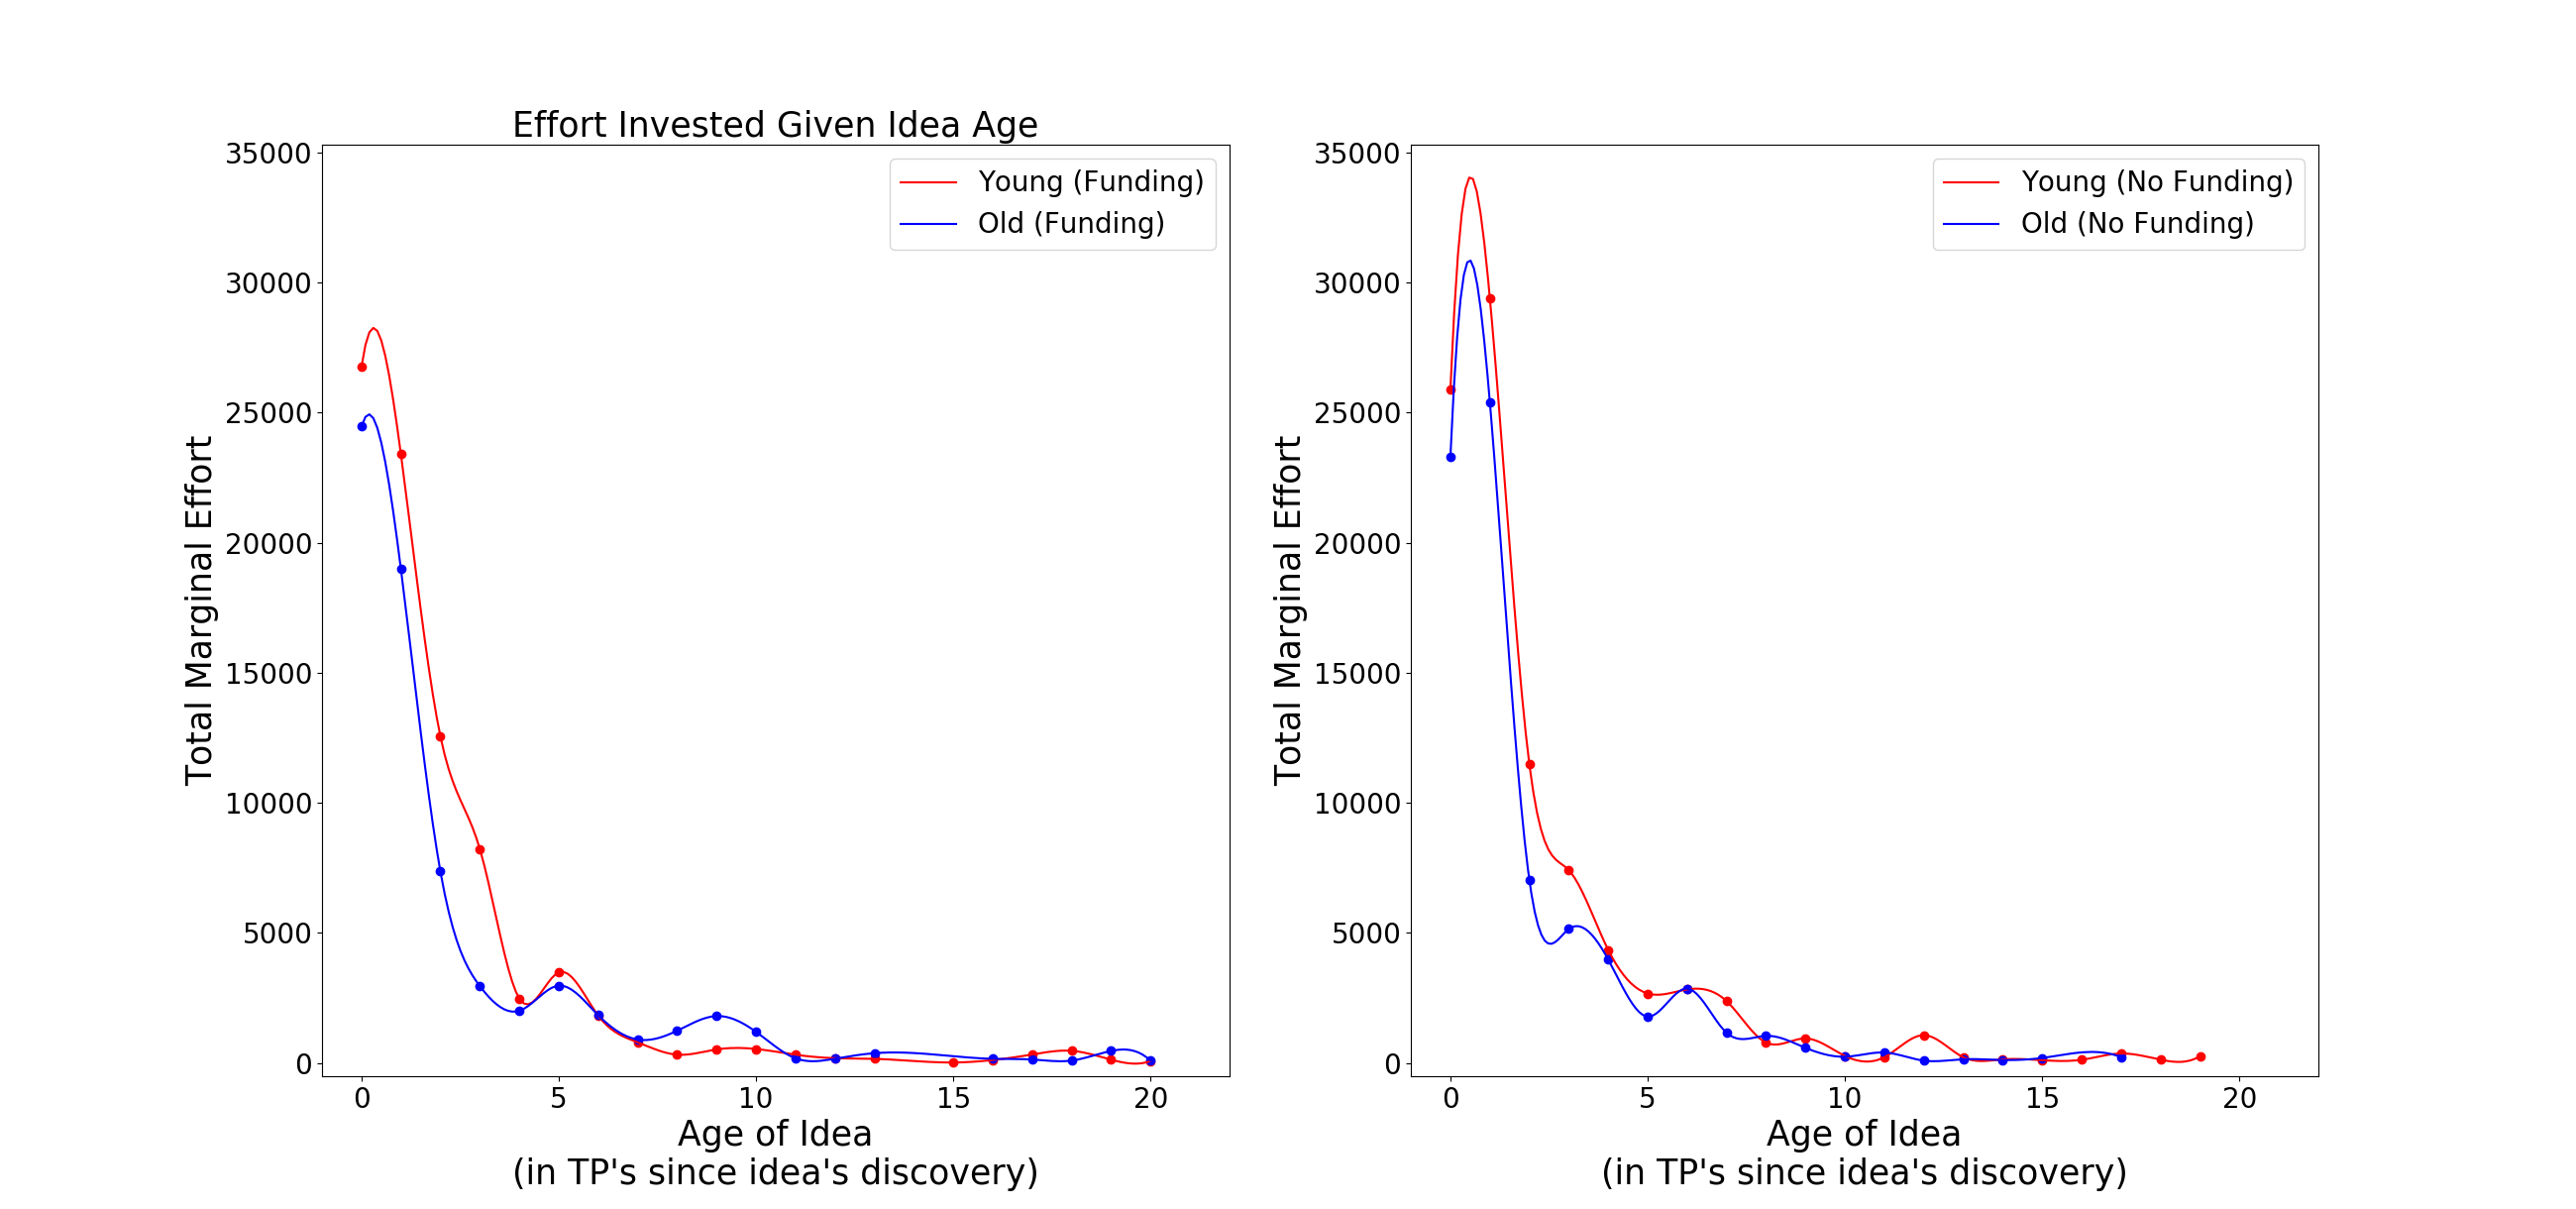 Effort Invested Given Idea Age
35000
30000
25000
20000
15000
10000
5000
0
Total Marginal Effort
Young (Funding)
Old (Funding)
0 5 10 15 20
Age of Idea
(in TP's since idea's discovery)
35000
30000
25000
20000
15000
10000
5000
0
Total Marginal Effort
Young (No Funding)
Old (No Funding)
0 5 10 15 20
Age of Idea
(in TP's since idea's discovery)